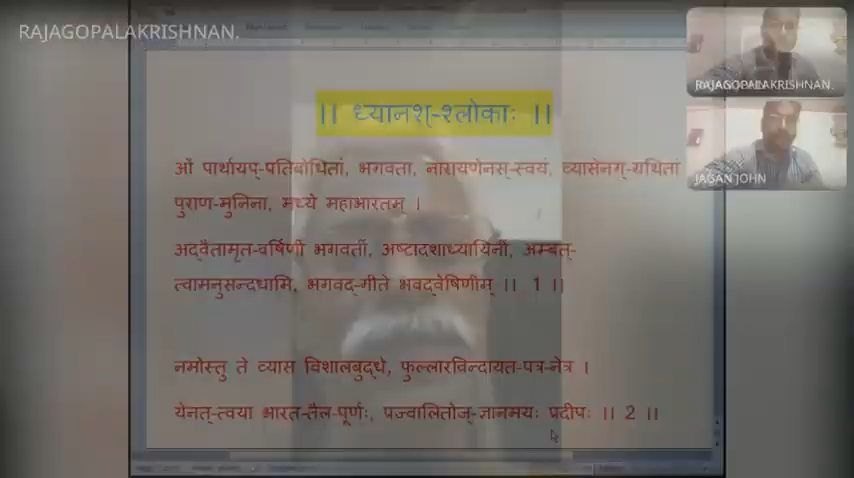 RAJAGOPALAKRISHNAN.
RAJAGOPALAKRISHNAN.
JAGAN JOHN
|| ध्यानश्-श्लोकाः ||
ओं पार्थायप्-पतिबोधितां, भगवता, नारायणेनस्-स्वयं, व्यासेनग्-ग्रथितां
पुराण-मुनिना, मध्ये महाभारतम् ।
अद्वैतामृत-वर्षिणीं भगवतीं, अष्टादशाध्यायिनीं, अम्बत्-
त्वामनुसन्दधामि, भगवद्-गीते भवद्वेषिणीम् || 1 ||
नमोस्तु ते व्यास विशालबुद्धे, फुल्लारविन्दायत-पत्र-नेत्र ।
येनत्-त्वया भारत-तैल-पूर्णः, प्रज्वालितोज्-ज्ञानमयः प्रदीपः || 2 ||